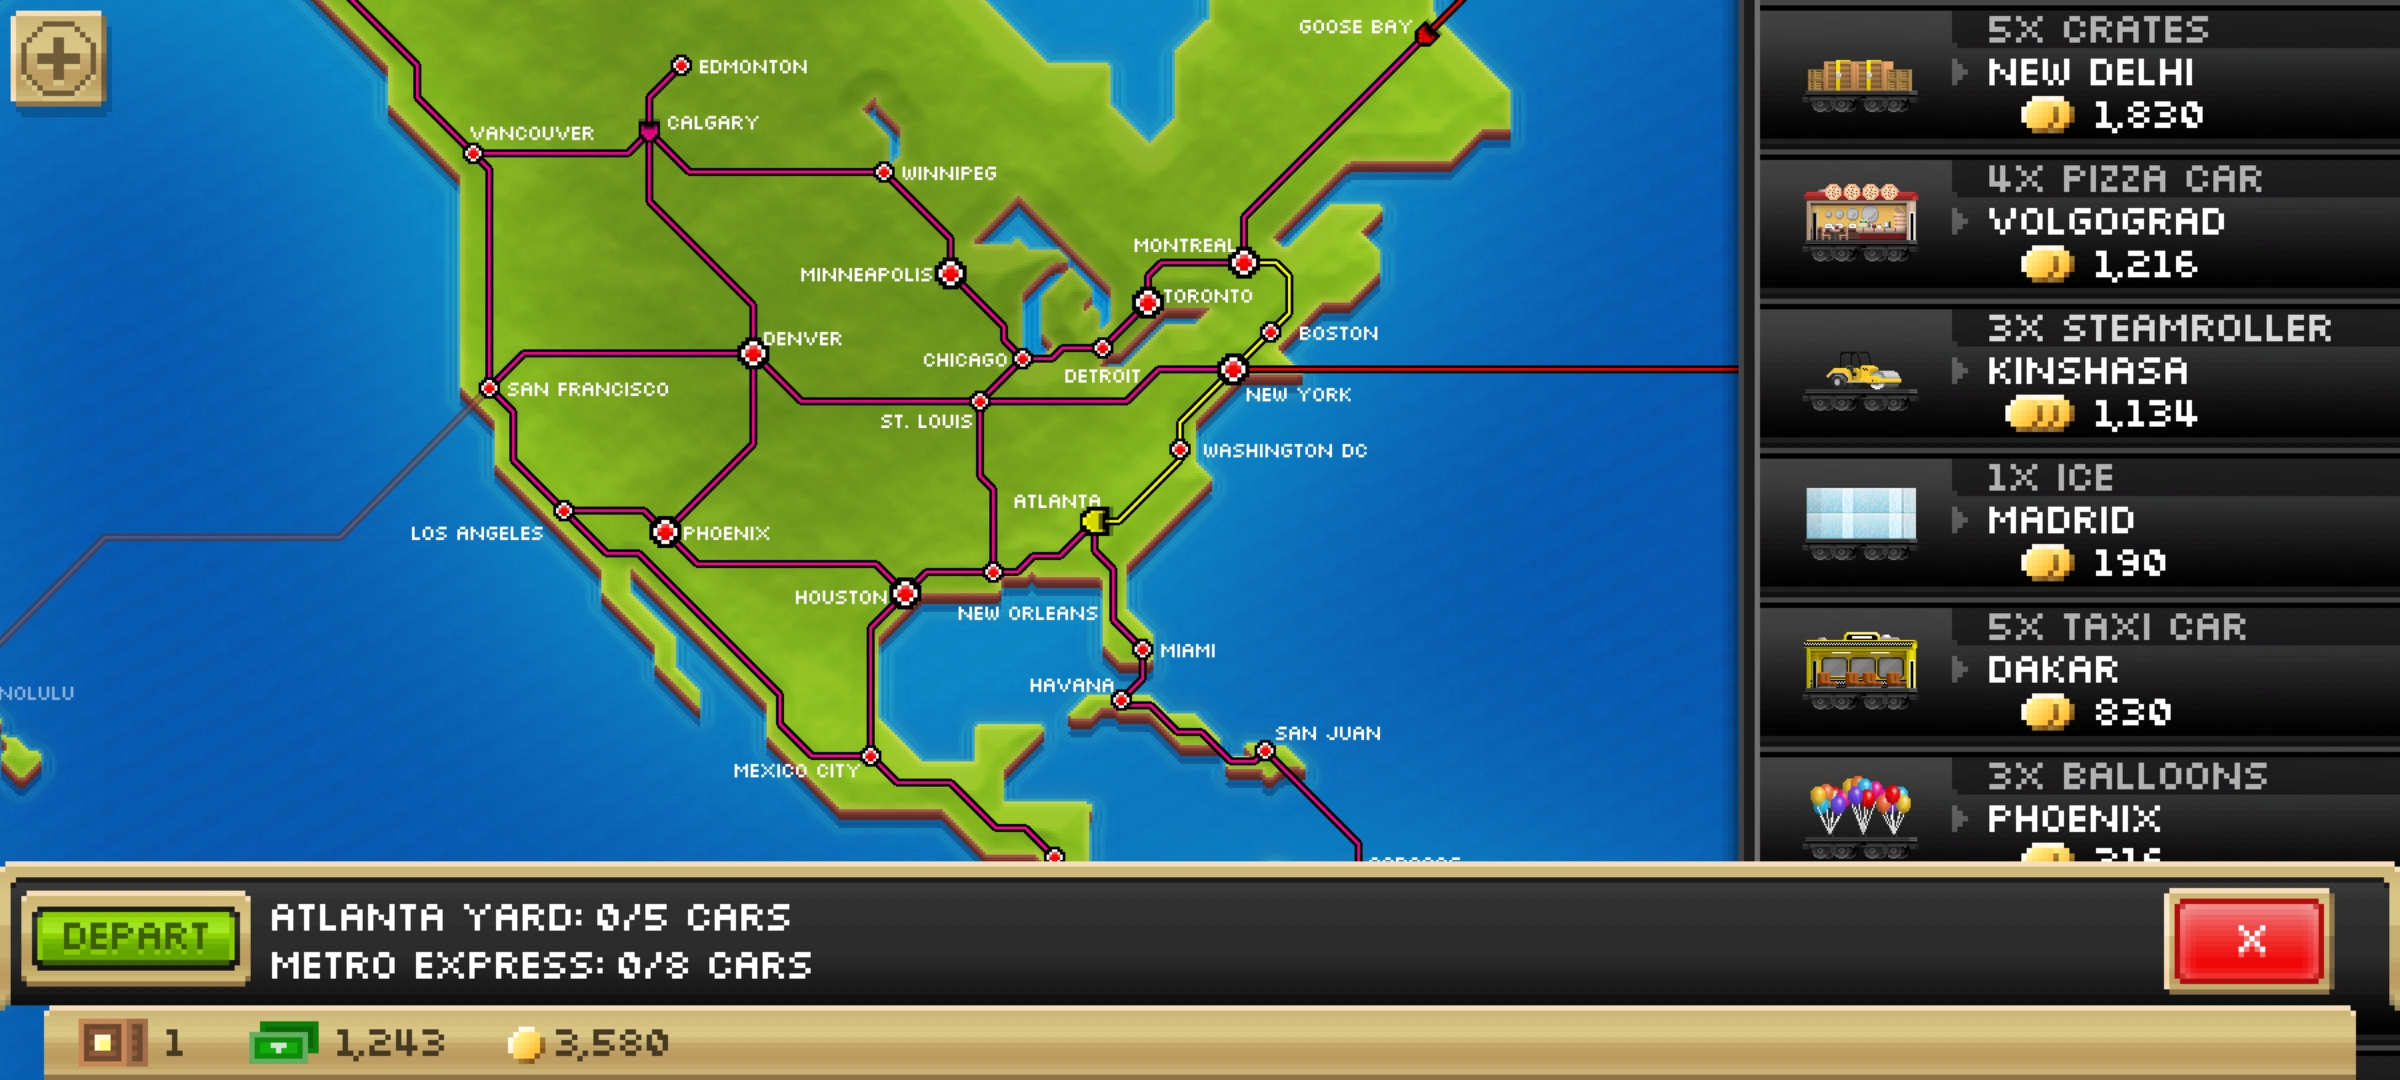 GOOSE BAY
EDMONTON
CALGARY
VANCOUVER
WINNIPEG
MONTREAL
MINNEAPOLIS
TORONTO
BOSTON
DENVER
CHICAGO
DETROIT
SAN FRANCISCO
NEW YORK
ST. LOUIS
WASHINGTON DC
ATLANTA
LOS ANGELES
PHOENIX
HOUSTON
NEW ORLEANS
MIAMI
HAVANA
NOLULU
SAN JUAN
MEXICO CITY
5X CRATES
NEW DELHI
1,830
4X PIZZA CAR
VOLGOGRAD
1,216
3X STEAMROLLER
KINSHASA
1,134
1X ICE
MADRID
190
5X TAXI CAR
DAKAR
830
3X BALLOONS
PHOENIX
DEPART
ATLANTA YARD: 0/5 CARS
METRO EXPRESS: 0/8 CARS
X
1
1,243
3,580